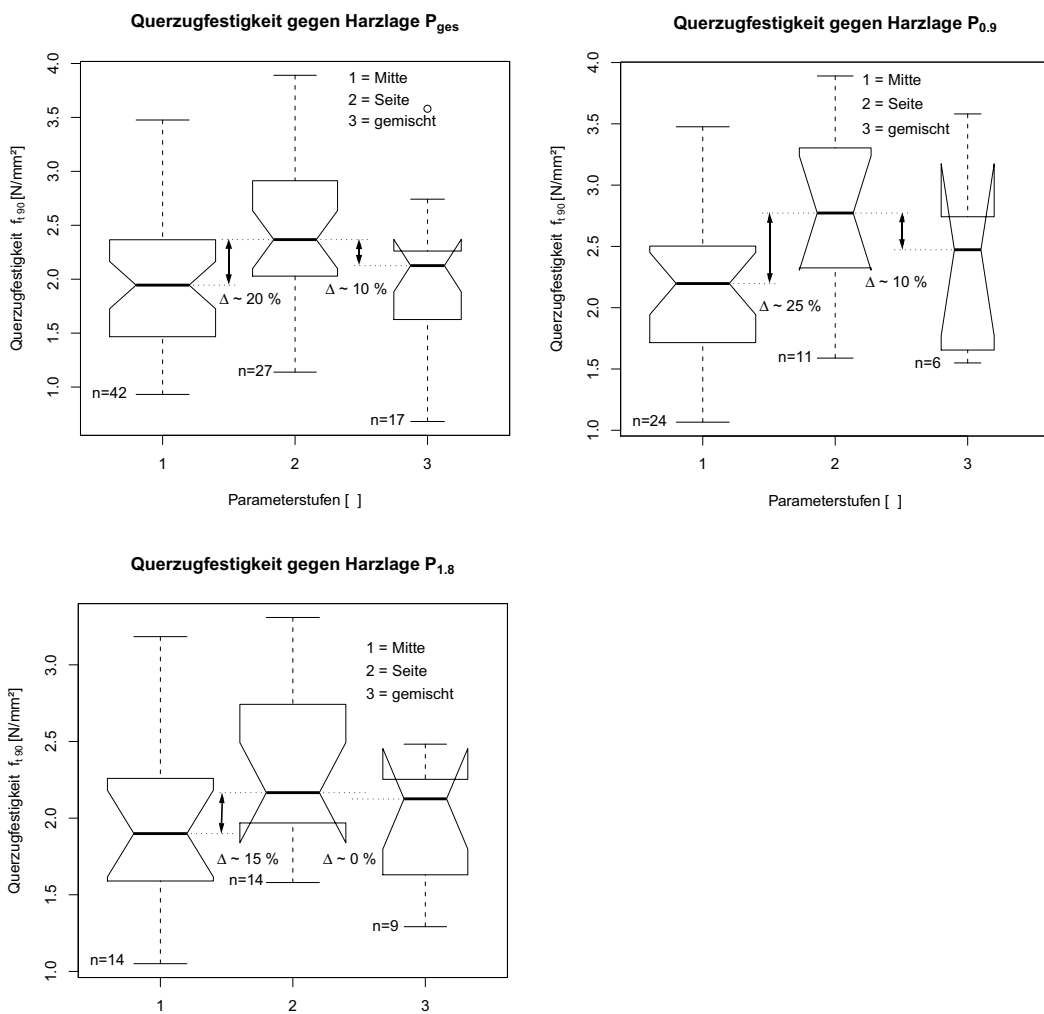 Querzugfestigkeit gegen Harzlage P_ges
Querzugfestigkeit f_t 90 [N/mm²]
4.0
3.5
3.0
2.5
2.0
1.5
1.0
1 = Mitte
2 = Seite
3 = gemischt
Δ ~ 20 %
Δ ~ 10 %
n=42
n=27
n=17
1 2 3
Parameterstufen [ ]
Querzugfestigkeit gegen Harzlage P_0.9
Querzugfestigkeit f_t 90 [N/mm²]
4.0
3.5
3.0
2.5
2.0
1.5
1.0
1 = Mitte
2 = Seite
3 = gemischt
Δ ~ 25 %
Δ ~ 10 %
n=24
n=11
n=6
1 2 3
Parameterstufen [ ]
Querzugfestigkeit gegen Harzlage P_1.8
Querzugfestigkeit f_t 90 [N/mm²]
3.0
2.5
2.0
1.5
1.0
1 = Mitte
2 = Seite
3 = gemischt
Δ ~ 15 %
Δ ~ 0 %
n=14
n=14
n=9
1 2 3